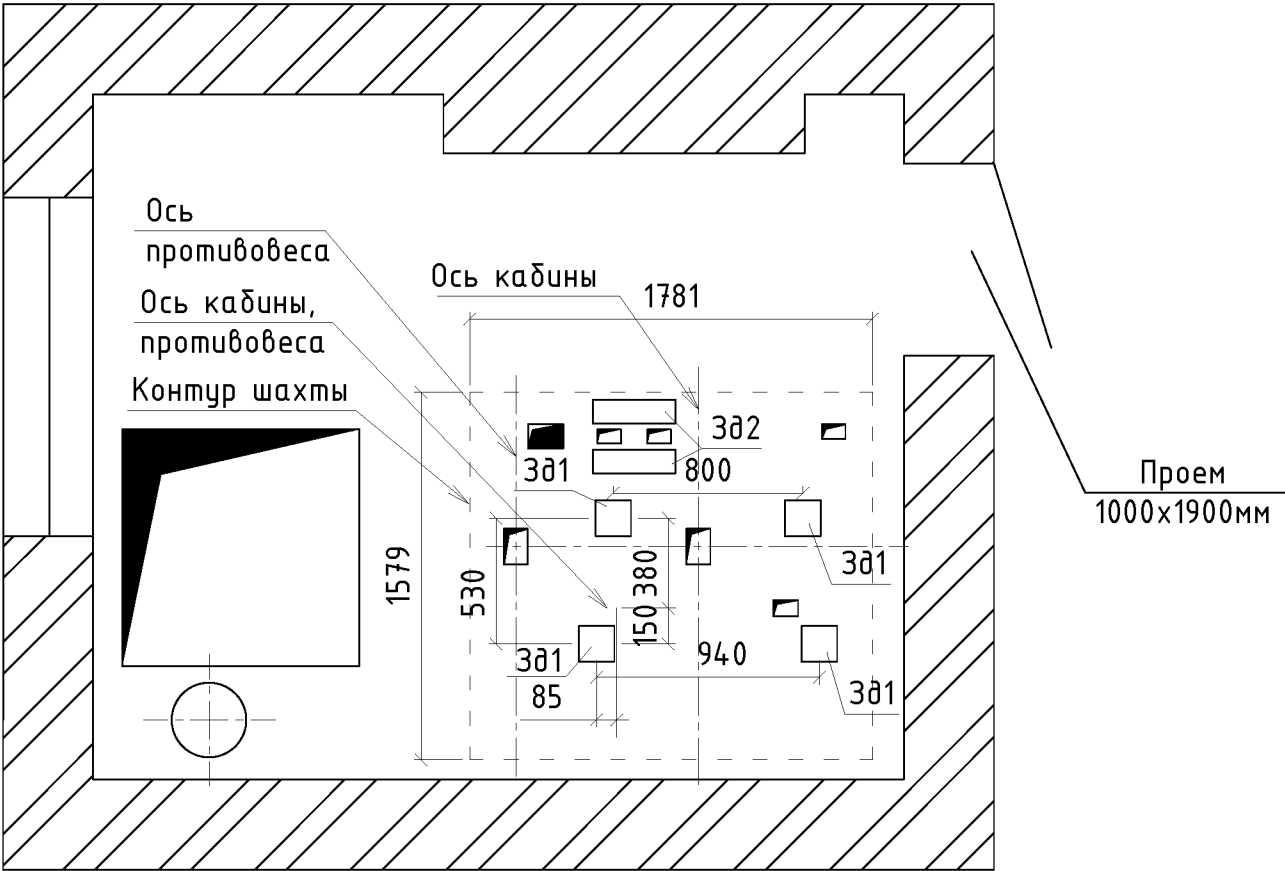 Ось
противовеса
Ось кабины
1781
Ось кабины,
противовеса
Контур шахты
Зд2
Зд1
800
Проем
1000х1900мм
1579
530
380
Зд1
150
Зд1
940
85
Зд1